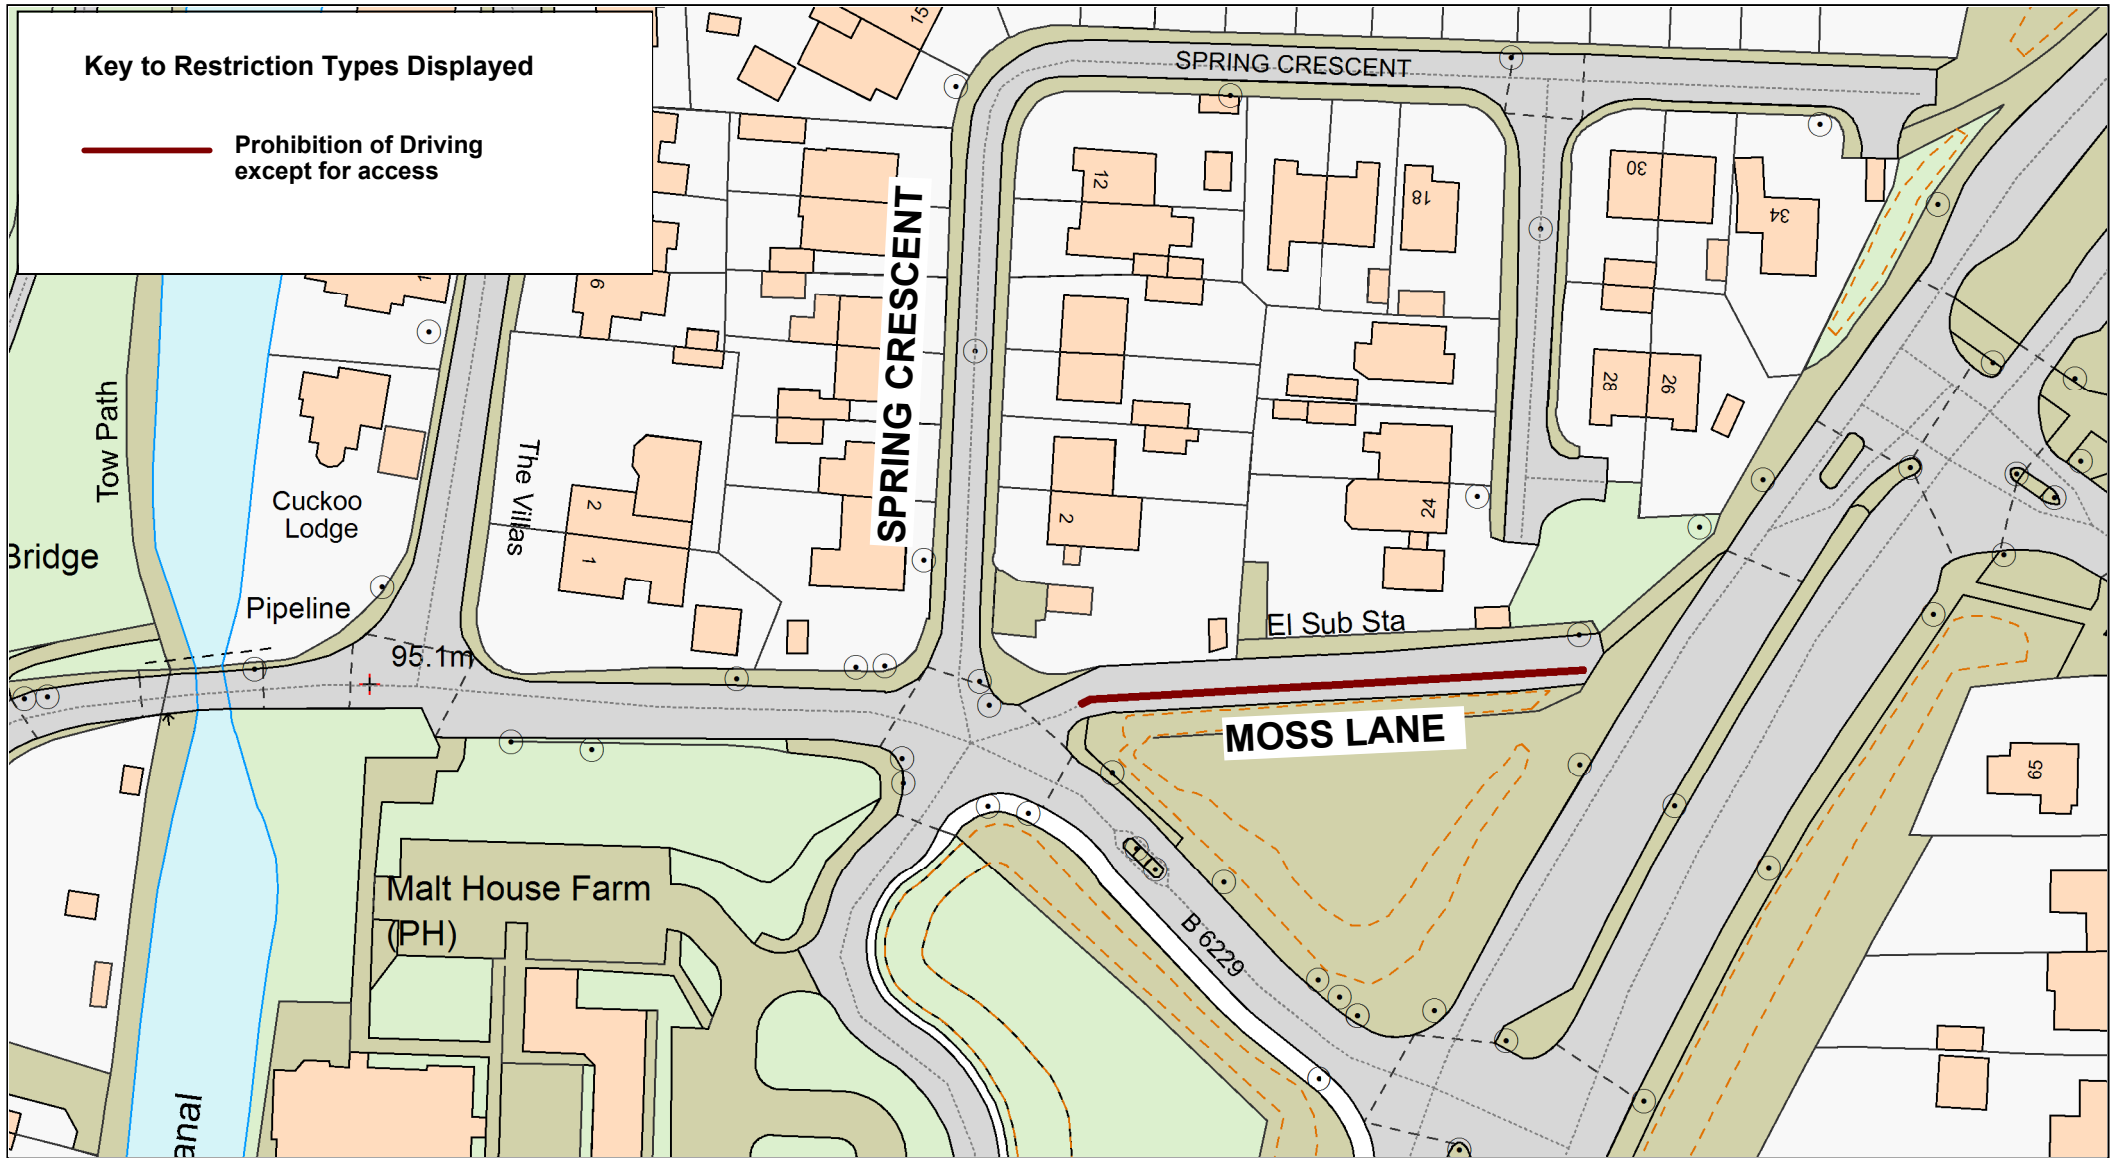 Key to Restriction Types Displayed
Prohibition of Driving
except for access
15
SPRING CRESCENT
12
18
30
34
6
SPRING CRESCENT
Tow Path
28
26
The Villas
Cuckoo
Lodge
2
1
2
24
Bridge
Pipeline
El Sub Sta
95.1m
MOSS LANE
65
Malt House Farm
(PH)
B 6229
anal